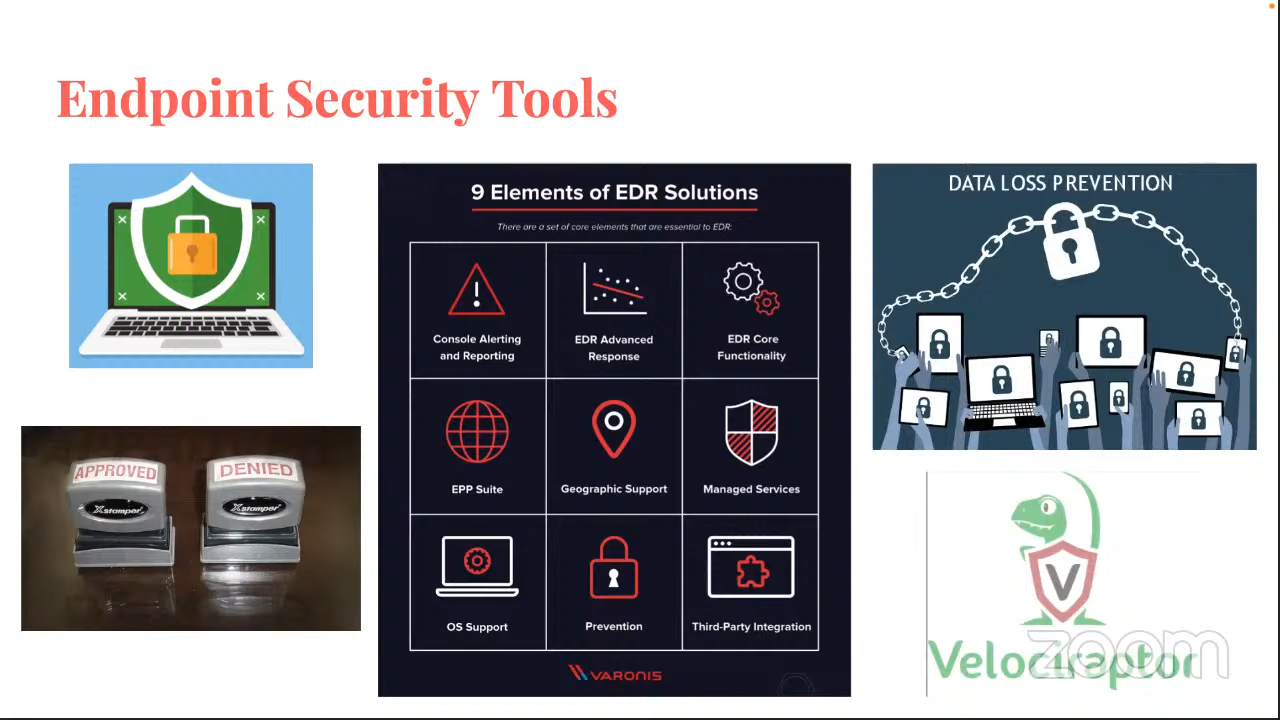 Endpoint Security Tools
APPROVED
Xstamper
DENIED
Xstamper
9 Elements of EDR Solutions
There are a set of core elements that are essential to EDR:
Console Alerting
and Reporting
EDR Advanced
Response
EDR Core
Functionality
EPP Suite
Geographic Support
Managed Services
OS Support
Prevention
Third-Party Integration
VARONIS
DATA LOSS PREVENTION
V
Velociraptor
zoom